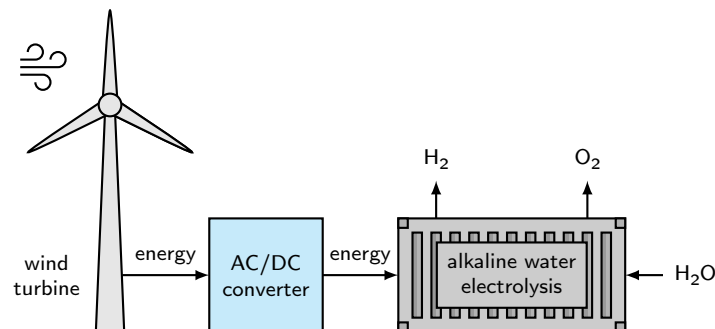 H₂
O₂
energy
energy
wind
turbine
AC/DC
converter
alkaline water
electrolysis
H₂O